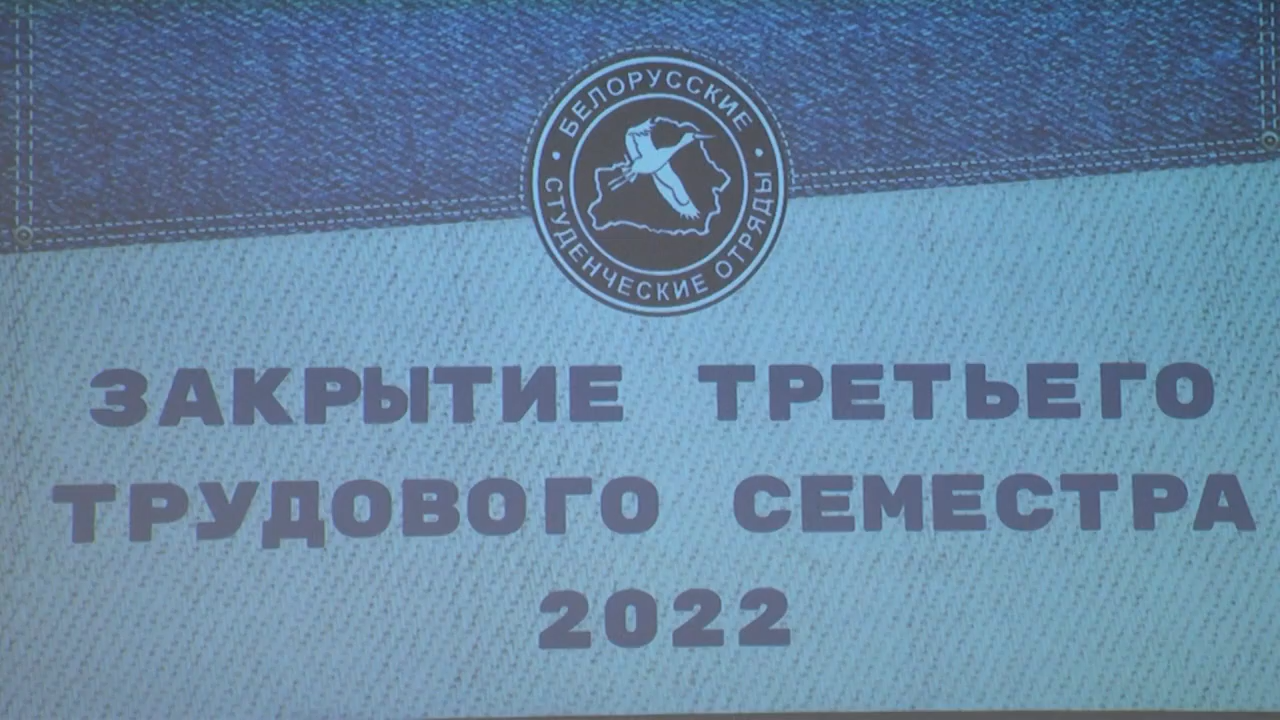 БЕЛОРУССКИЕ
СТУДЕНЧЕСКИЕ ОТРЯДЫ
ЗАКРЫТИЕ ТРЕТЬЕГО
ТРУДОВОГО СЕМЕСТРА
2022